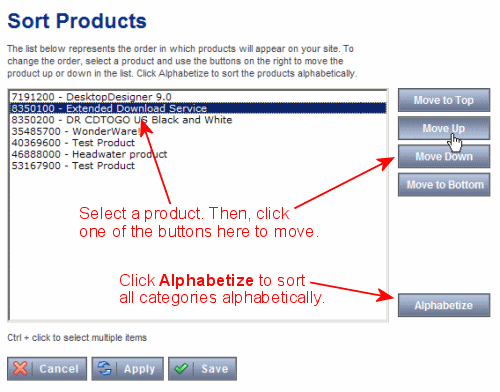 Sort Products
The list below represents the order in which products will appear on your site. To
change the order, select a product and use the buttons on the right to move the
product up or down in the list. Click Alphabetize to sort the products alphabetically.
7191200 - DesktopDesigner 9.0
8350100 - Extended Download Service
8350200 - DR CDTOGO US Black and White
35485700 - WonderWare!
40369600 - Test Product
46888000 - Headwater product
53167900 - Test Product
Move to Top
Move Up
Move Down
Move to Bottom
Select a product. Then, click
one of the buttons here to move.
Click Alphabetize to sort
all categories alphabetically.
Alphabetize
Ctrl + click to select multiple items
Cancel
Apply
Save